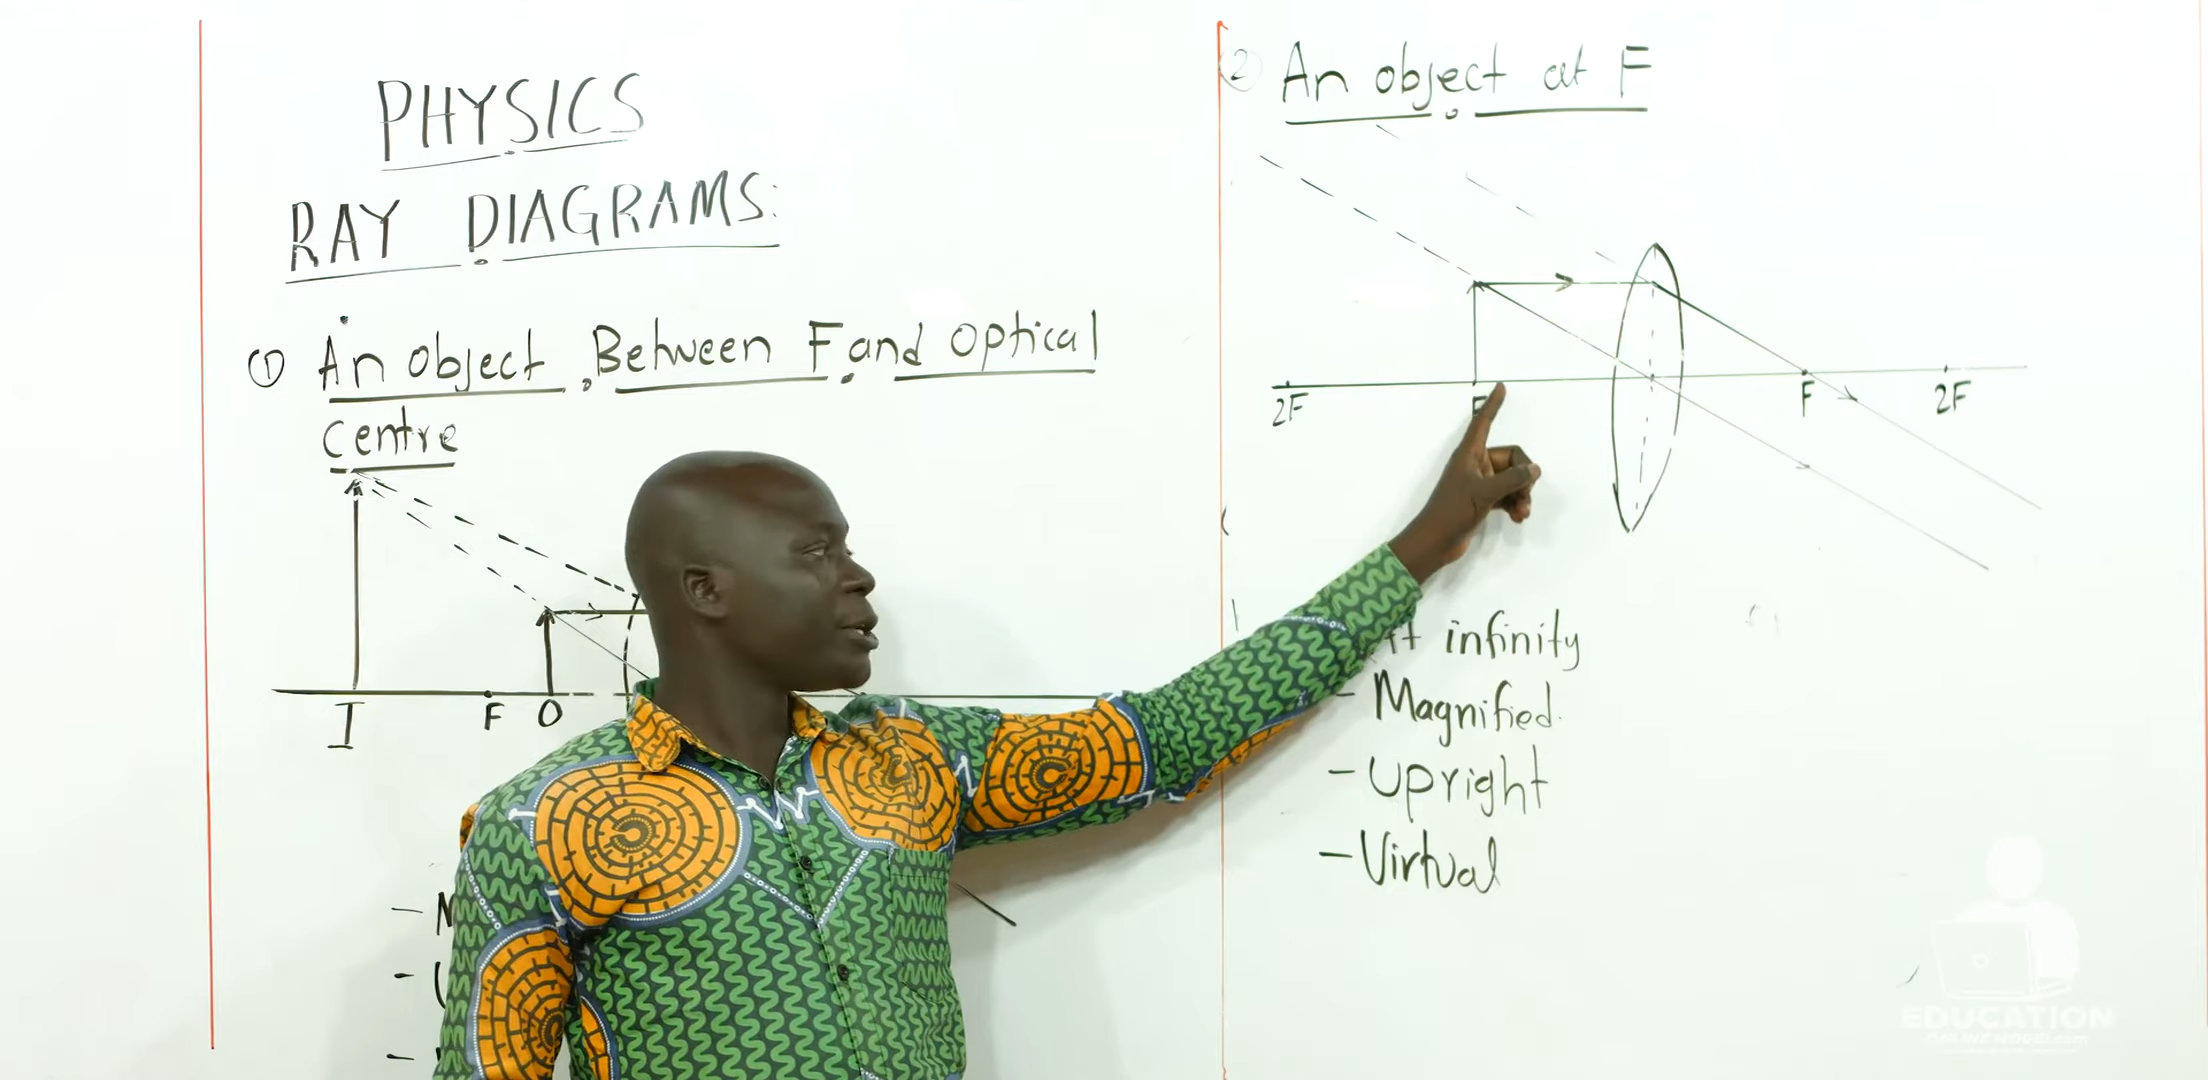 PHYSICS
RAY DIAGRAMS:
① An object Between F and optical
Centre
I F O
- 
- 
- 
② An object at F
2F F F 2F
infinity
- Magnified.
- Upright
- Virtual
EDUCATION